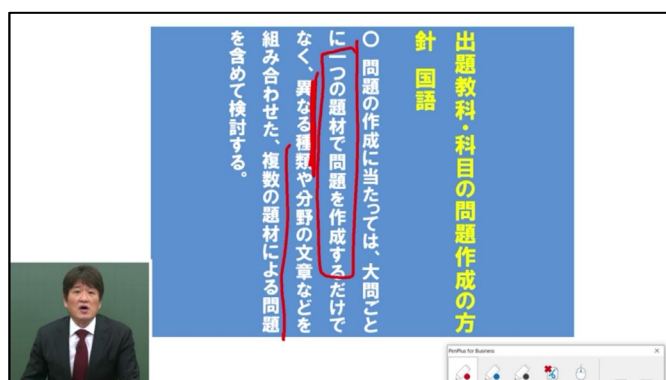 出題教科・科目の問題作成の方
針　国語
○　問題の作成に当たっては、大問ごと
に一つの題材で問題を作成するだけで
なく、異なる種類や分野の文章などを
組み合わせた、複数の題材による問題
を含めて検討する。
PenPlus for Business